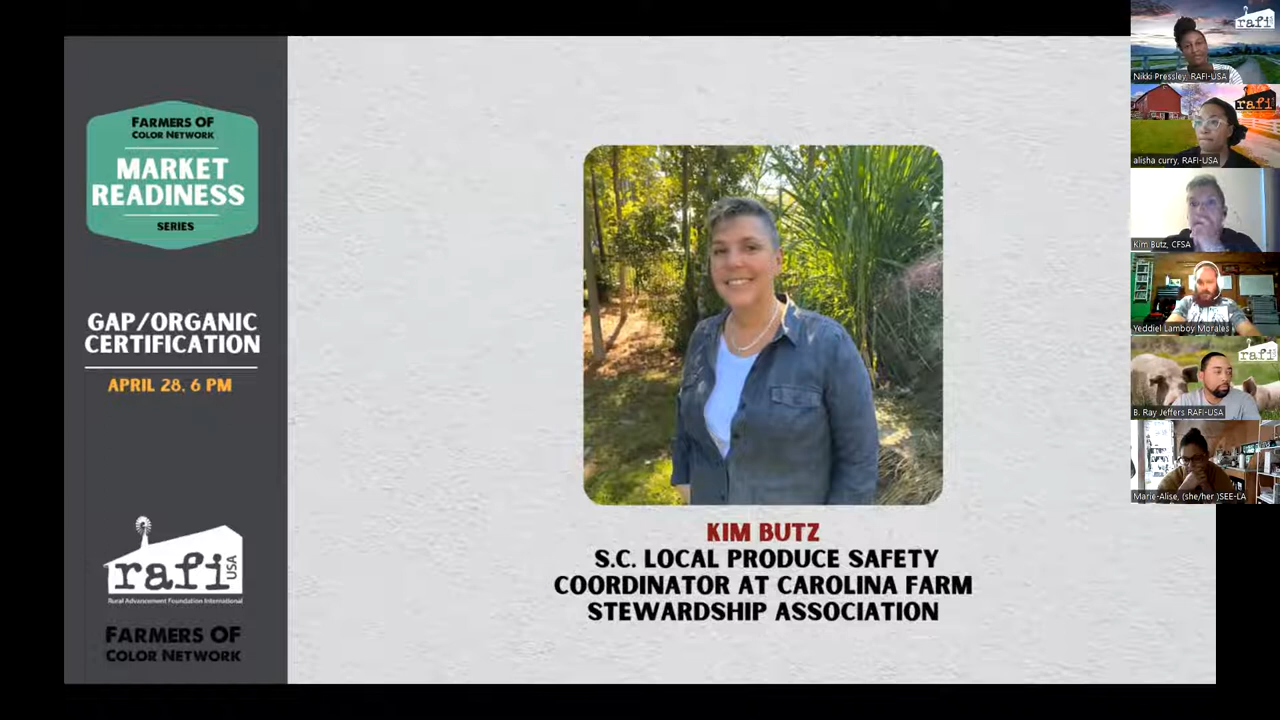 FARMERS OF
COLOR NETWORK
MARKET
READINESS
SERIES
GAP/ORGANIC
CERTIFICATION
APRIL 28, 6 PM
rafi
USA
Rural Advancement Foundation International
FARMERS OF
COLOR NETWORK
KIM BUTZ
S.C. LOCAL PRODUCE SAFETY
COORDINATOR AT CAROLINA FARM
STEWARDSHIP ASSOCIATION
rafi
Nikki Pressley, RAFI-USA
rafi
alisha curry, RAFI-USA
Kim Butz, CFSA
Yeddiel Lamboy Morales
rafi
B. Ray Jeffers RAFI-USA
Marie-Alise, (she/her )SEE-LA